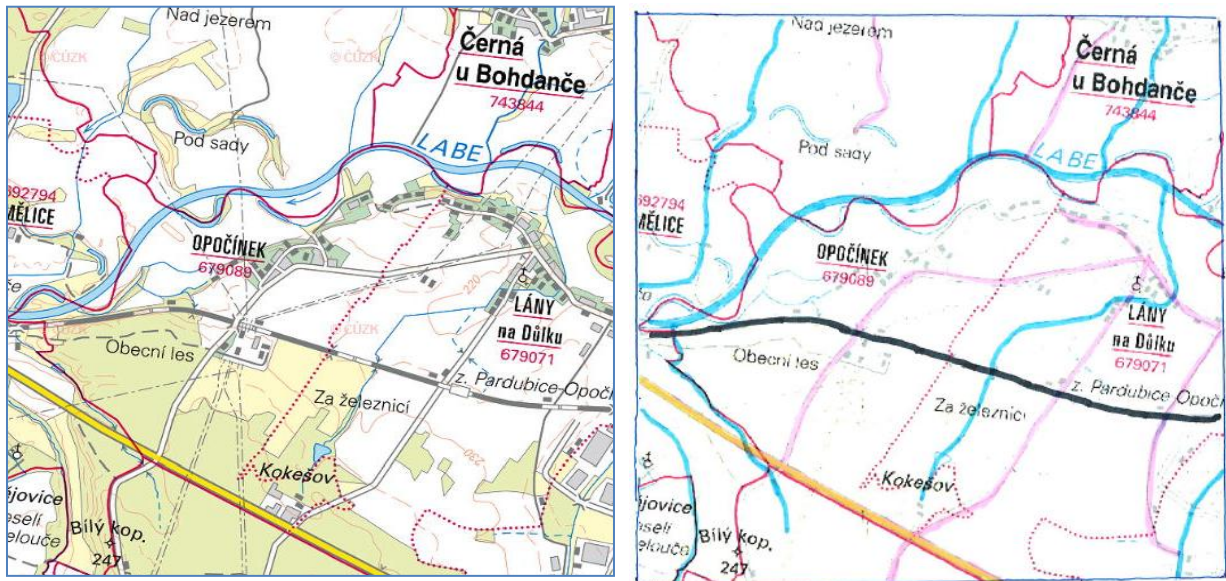 Nad jezerem
© ČÚZK
© ČÚZK
Černá
u Bohdanče
743844
Pod sady
LABE
692794
MĚLICE
OPOČÍNEK
679089
220
© ČÚZK
LÁNY
na Důlku
679071
Obecní les
z. Pardubice-Opoč
Za železnicí
230
Kokešov
Bílý kop.
247
Nad jezerem
Černá
u Bohdanče
743844
Pod sady
LABE
692794
MĚLICE
OPOČÍNEK
679089
LÁNY
na Důlku
679071
Obecní les
z. Pardubice-Opoč
Za železnicí
Kokešov
Bílý kop.
247